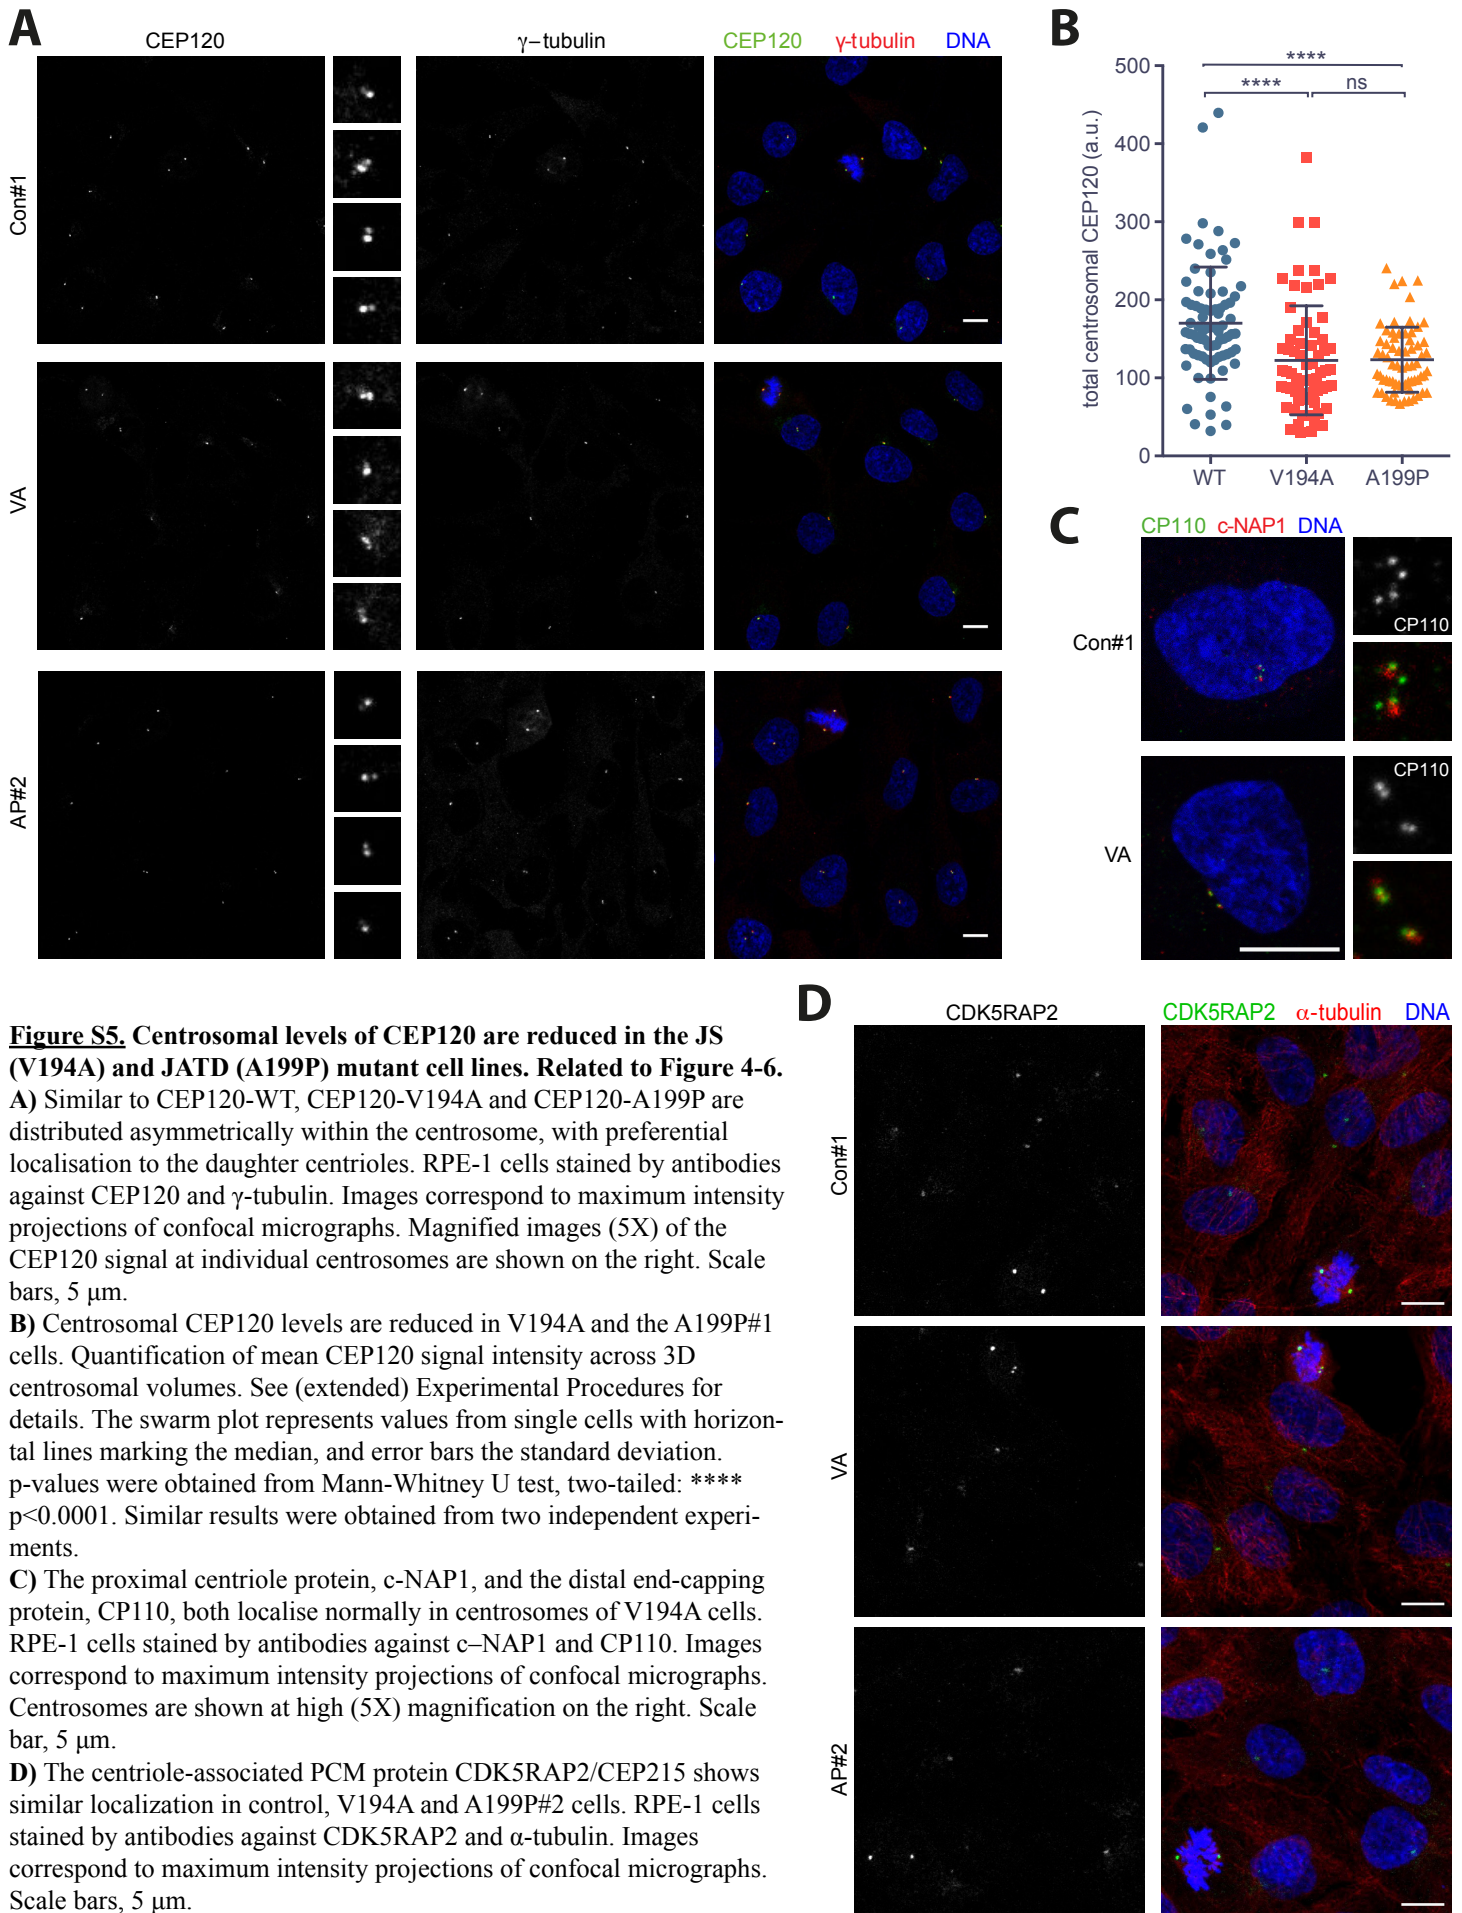 A
CEP120
γ–tubulin
CEP120 γ-tubulin DNA
Con#1
VA
AP#2
B
total centrosomal CEP120 (a.u.)
500
400
300
200
100
0
****
**** ns
WT V194A A199P
C
CP110 c-NAP1 DNA
Con#1
CP110
VA
CP110
D
CDK5RAP2
CDK5RAP2 α-tubulin DNA
Con#1
VA
AP#2
Figure S5. Centrosomal levels of CEP120 are reduced in the JS
(V194A) and JATD (A199P) mutant cell lines. Related to Figure 4-6.
A) Similar to CEP120-WT, CEP120-V194A and CEP120-A199P are
distributed asymmetrically within the centrosome, with preferential
localisation to the daughter centrioles. RPE-1 cells stained by antibodies
against CEP120 and γ-tubulin. Images correspond to maximum intensity
projections of confocal micrographs. Magnified images (5X) of the
CEP120 signal at individual centrosomes are shown on the right. Scale
bars, 5 μm.
B) Centrosomal CEP120 levels are reduced in V194A and the A199P#1
cells. Quantification of mean CEP120 signal intensity across 3D
centrosomal volumes. See (extended) Experimental Procedures for
details. The swarm plot represents values from single cells with horizon-
tal lines marking the median, and error bars the standard deviation.
p-values were obtained from Mann-Whitney U test, two-tailed: ****
p<0.0001. Similar results were obtained from two independent experi-
ments.
C) The proximal centriole protein, c-NAP1, and the distal end-capping
protein, CP110, both localise normally in centrosomes of V194A cells.
RPE-1 cells stained by antibodies against c–NAP1 and CP110. Images
correspond to maximum intensity projections of confocal micrographs.
Centrosomes are shown at high (5X) magnification on the right. Scale
bar, 5 μm.
D) The centriole-associated PCM protein CDK5RAP2/CEP215 shows
similar localization in control, V194A and A199P#2 cells. RPE-1 cells
stained by antibodies against CDK5RAP2 and α-tubulin. Images
correspond to maximum intensity projections of confocal micrographs.
Scale bars, 5 μm.